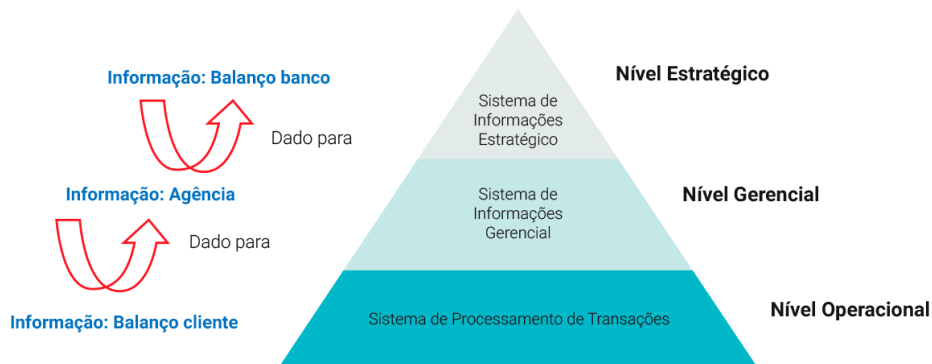 Informação: Balanço banco
Dado para
Informação: Agência
Dado para
Informação: Balanço cliente
Sistema de
Informações
Estratégico
Sistema de
Informações
Gerencial
Sistema de Processamento de Transações
Nível Estratégico
Nível Gerencial
Nível Operacional